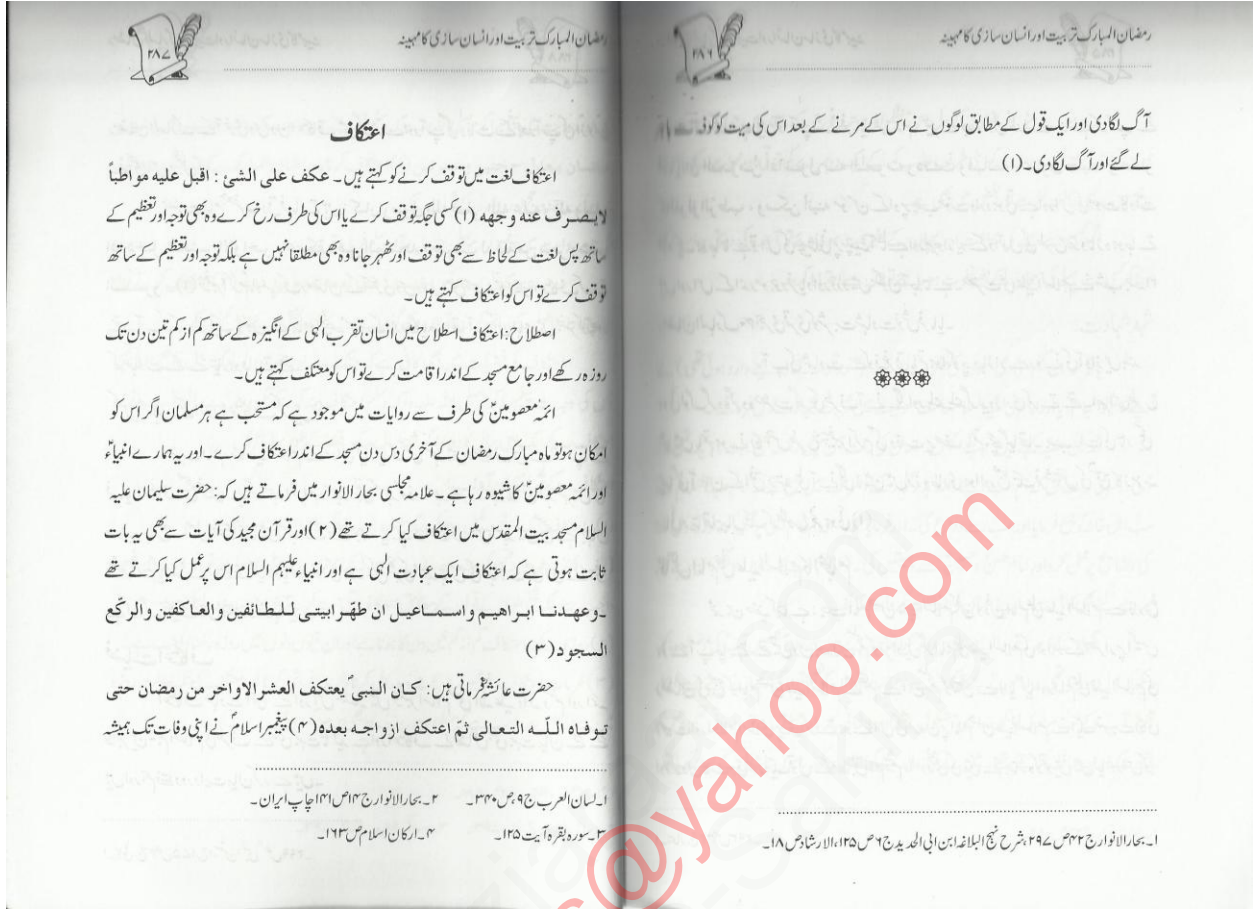 رمضان المبارک تربیت اور انسان سازی کا مہینہ
۲۸۶
آگ لگادی اور ایک قول کے مطابق لوگوں نے اس کے مرنے کے بعد اس کی میت کو کوفہ
لے گئے اور آگ لگادی۔(۱)
۱۔ بحار الانوار ج ۴۲ ص ۲۹۷، شرح نہج البلاغہ ابن ابی الحدید ج ۶ ص ۱۲۵، الارشاد ص ۱۸۔
رمضان المبارک تربیت اور انسان سازی کا مہینہ
۲۸۷
اعتکاف
اعتکاف لغت میں توقف کرنے کو کہتے ہیں۔ عکف علی الشئ : اقبل علیه مواظباً
لایصرف عنه وجهه (۱) کسی جگہ توقف کرے یا اس کی طرف رخ کرے وہ بھی توجہ اور تعظیم کے
ساتھ پس لغت کے لحاظ سے بھی توقف اور ٹھہر جانا وہ بھی مطلقاً نہیں ہے بلکہ توجہ اور تعظیم کے ساتھ
توقف کرے تو اس کو اعتکاف کہتے ہیں۔
اصطلاح: اعتکاف اسطلاح میں انسان تقرب الٰہی کے انگیزہ کے ساتھ کم از کم تین دن تک
روزہ رکھے اور جامع مسجد کے اندر اقامت کرے تو اس کو معتکف کہتے ہیں۔
ائمہ معصومینؑ کی طرف سے روایات میں موجود ہے کہ مستحب ہے ہر مسلمان اگر اس کو
امکان ہو تو ماہ مبارک رمضان کے آخری دس دن مسجد کے اندر اعتکاف کرے۔ اور یہ ہمارے انبیاءؑ
اور ائمہ معصومینؑ کا شیوہ رہا ہے۔ علامہ مجلسی بحار الانوار میں فرماتے ہیں کہ: حضرت سلیمان علیہ
السلام مسجد بیت المقدس میں اعتکاف کیا کرتے تھے (۲) اور قرآن مجید کی آیات سے بھی یہ بات
ثابت ہوتی ہے کہ اعتکاف ایک عبادت الٰہی ہے اور انبیاء علیہم السلام اس پر عمل کیا کرتے تھے
۔وعهدنا ابراهیم واسماعیل ان طهّرابیتی للطائفین والعاکفین والرکّع
السجود (۳)
حضرت عائشہؓ فرماتی ہیں: کان النبیؐ یعتکف العشر الاواخر من رمضان حتی
توفاه اللّه التعالی ثمّ اعتکف ازواجه بعده (۴) پیغمبر اسلامؐ نے اپنی وفات تک ہمیشہ
۱۔ لسان العرب ج ۹، ص ۳۴۰۔ ۲۔ بحار الانوار ج ۱۴ ص ۱۴۱ چاپ ایران۔
۳۔ سورہ بقرہ آیت ۱۲۵۔ ۴۔ ارکان اسلام ص ۱۶۳۔
@yahoo.com